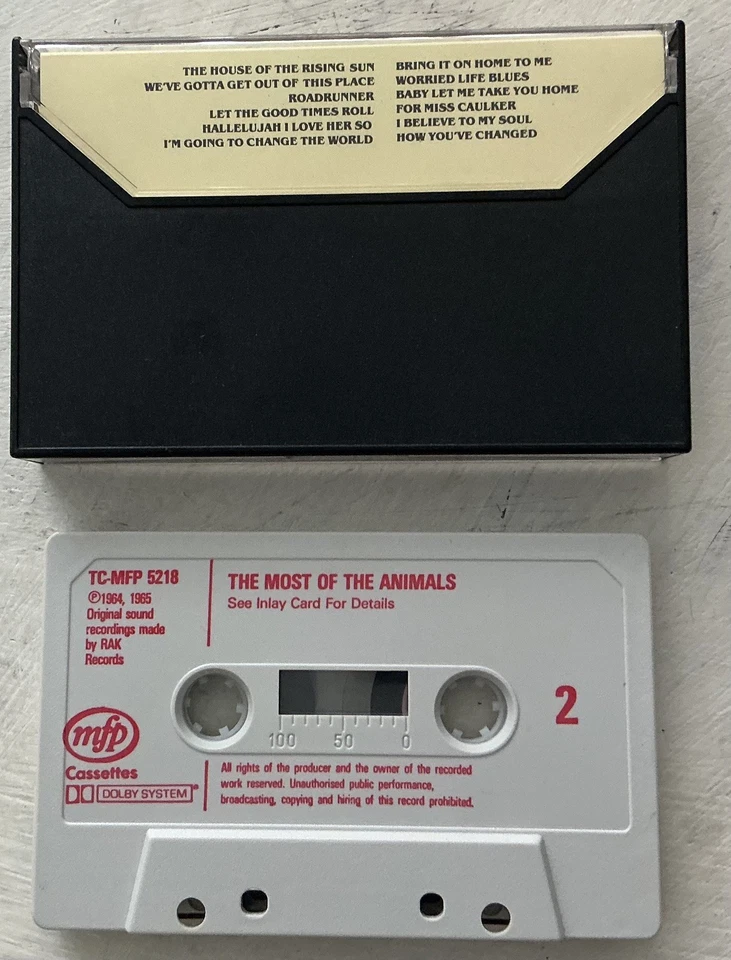 THE HOUSE OF THE RISING SUN
WE'VE GOTTA GET OUT OF THIS PLACE
ROADRUNNER
LET THE GOOD TIMES ROLL
HALLELUJAH I LOVE HER SO
I'M GOING TO CHANGE THE WORLD
BRING IT ON HOME TO ME
WORRIED LIFE BLUES
BABY LET ME TAKE YOU HOME
FOR MISS CAULKER
I BELIEVE TO MY SOUL
HOW YOU'VE CHANGED
TC-MFP 5218
Ⓟ1964, 1965
Original sound
recordings made
by RAK
Records
THE MOST OF THE ANIMALS
See Inlay Card For Details
2
100 50 0
mfp
Cassettes
DOLBY SYSTEM®
All rights of the producer and the owner of the recorded
work reserved. Unauthorised public performance,
broadcasting, copying and hiring of this record prohibited.